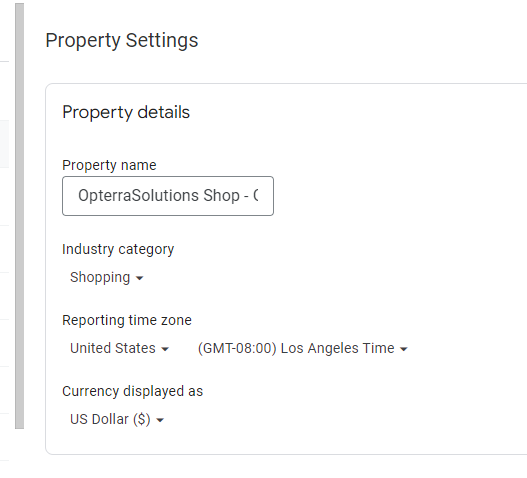 Property Settings
Property details
Property name
OpterraSolutions Shop -
Industry category
Shopping
Reporting time zone
United States (GMT-08:00) Los Angeles Time
Currency displayed as
US Dollar ($)